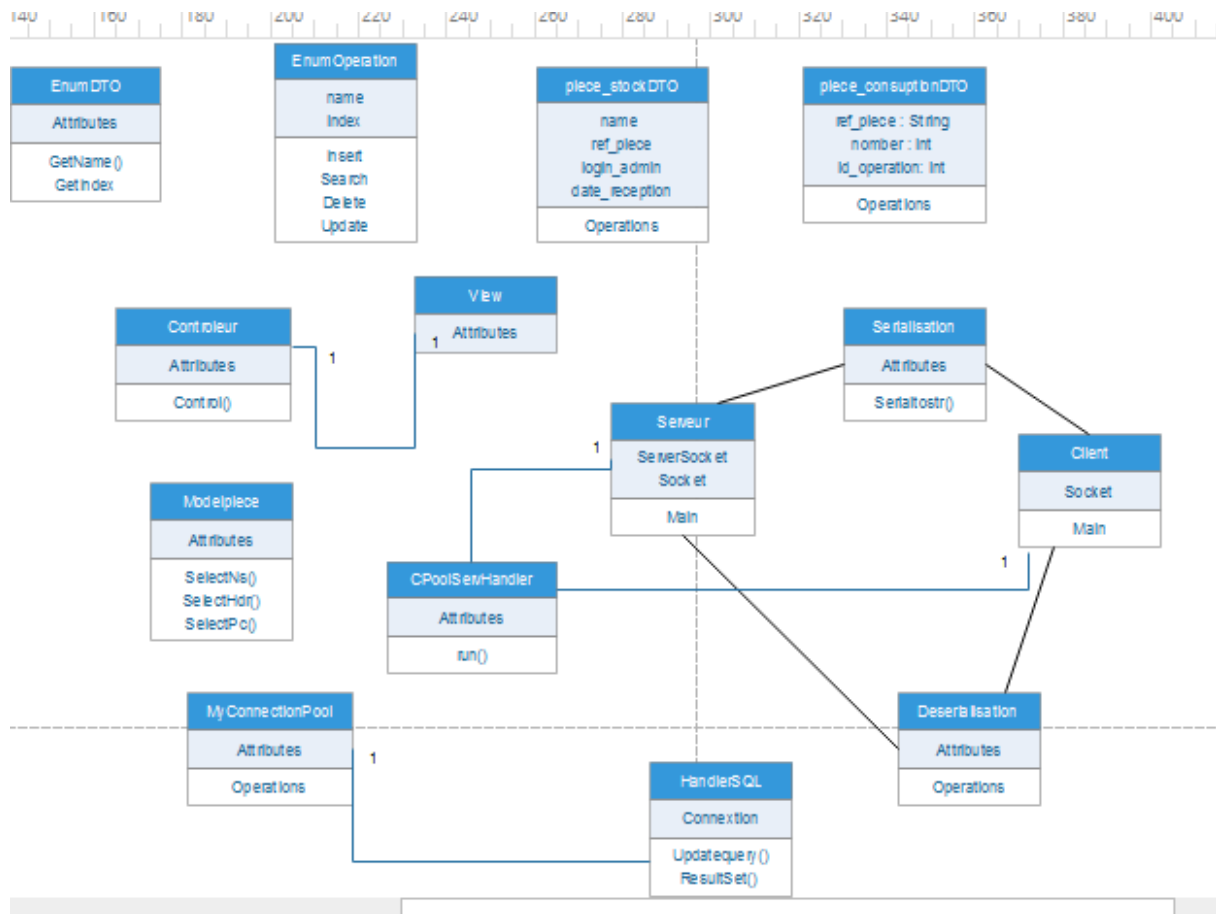 140 160 180 200 220 240 260 280 300 320 340 360 380 400
EnumDTO
Attributes
GetName()
GetIndex
EnumOperation
name
Index
Insert
Search
Delete
Update
piece_stockDTO
name
ref_piece
login_admin
date_reception
Operations
piece_consuptionDTO
ref_piece : String
nomber : Int
id_operation: Int
Operations
Controleur
Attributes
Control()
1
View
Attributes
1
Serialisation
Attributes
Serialtostr()
Serveur
ServerSocket
Socket
Main
1
Client
Socket
Main
1
Modelpiece
Attributes
SelectNs()
SelectHdr()
SelectPc()
CPoolServHandler
Attributes
run()
MyConnectionPool
Attributes
Operations
1
Deserialisation
Attributes
Operations
HandlerSQL
Connextion
Updatequery()
ResultSet()